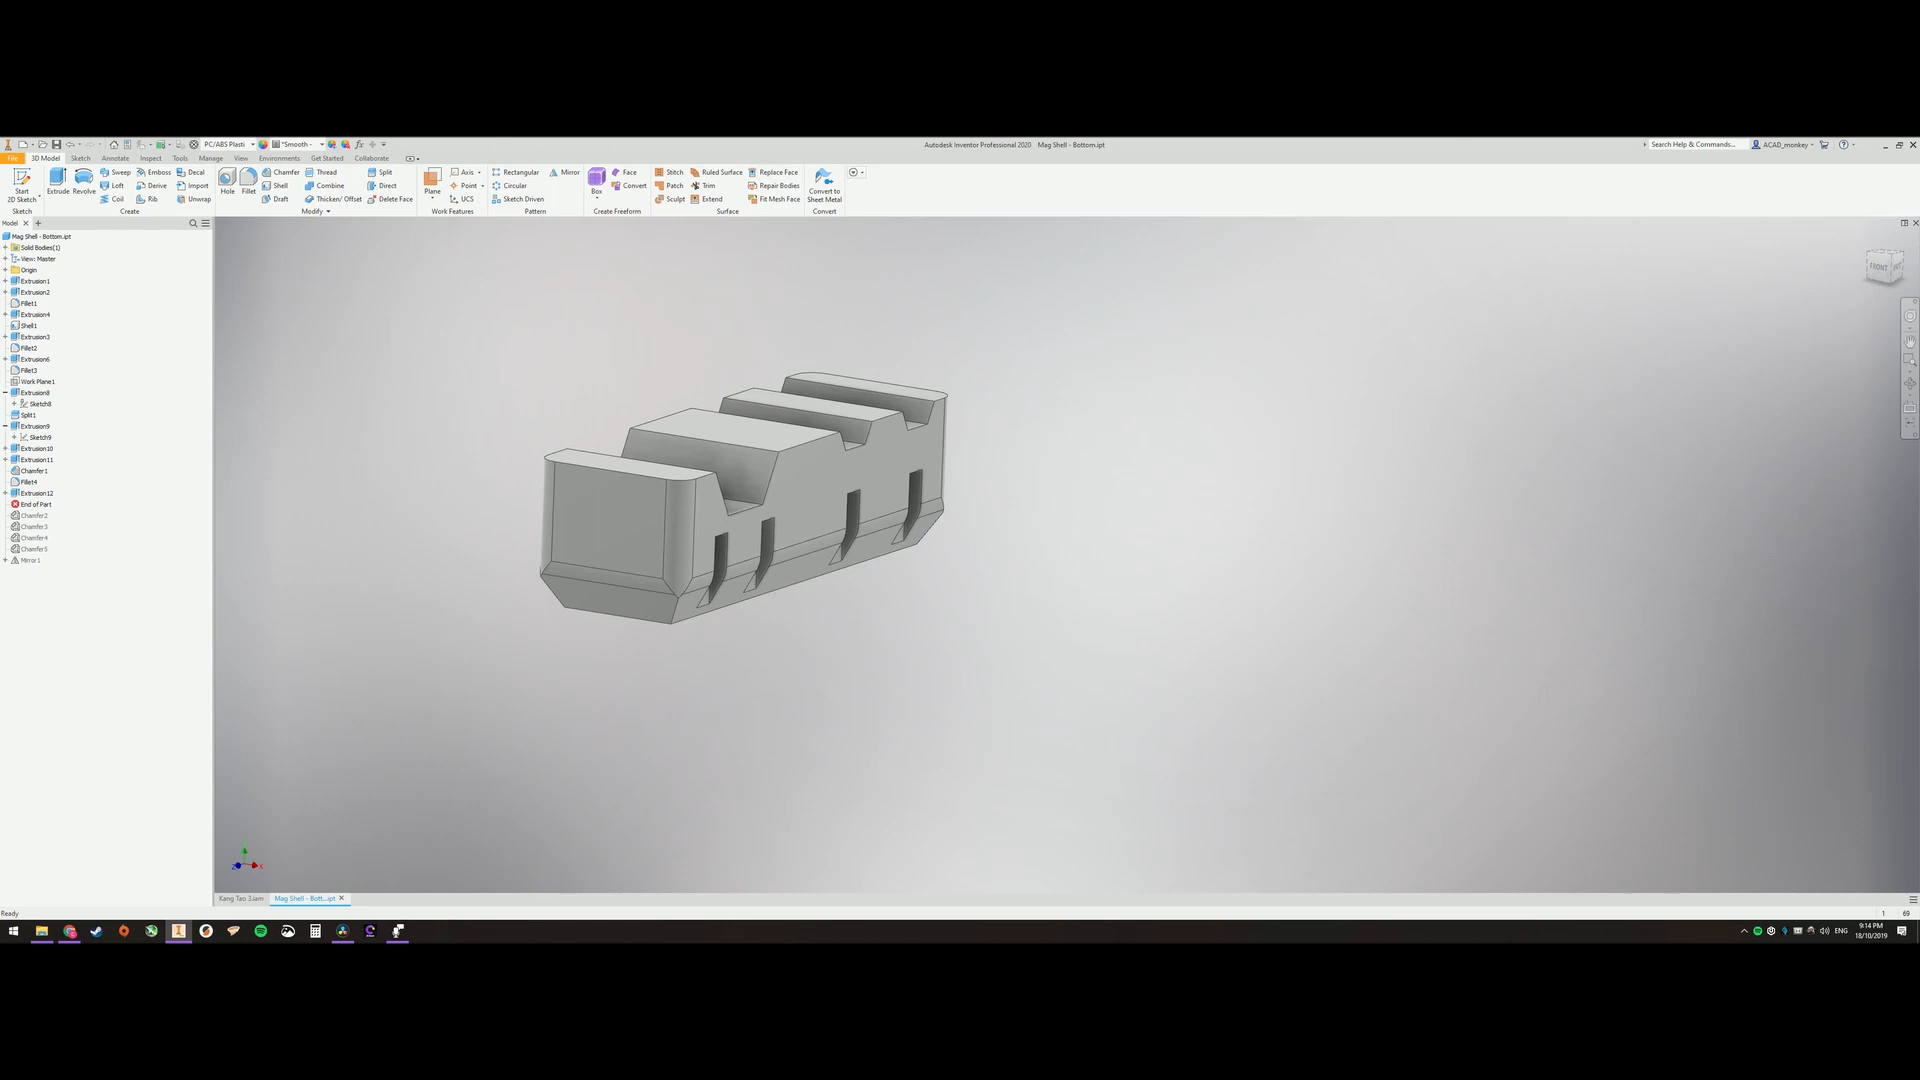 PC/ABS Plasti
*Smooth -
Autodesk Inventor Professional 2020 Mag Shell - Bottom.ipt
Search Help & Commands...
ACAD_monkey
File 3D Model Sketch Annotate Inspect Tools Manage View Environments Get Started Collaborate
Start
2D Sketch
Sketch
Extrude Revolve
Sweep Emboss Decal
Loft Derive Import
Coil Rib Unwrap
Create
Hole Fillet
Chamfer Thread Split
Shell Combine Direct
Draft Thicken/ Offset Delete Face
Modify
Plane
Axis
Point
UCS
Work Features
Rectangular Mirror
Circular
Sketch Driven
Pattern
Box
Face
Convert
Create Freeform
Stitch Ruled Surface Replace Face
Patch Trim Repair Bodies
Sculpt Extend Fit Mesh Face
Surface
Convert to
Sheet Metal
Convert
Model
Mag Shell - Bottom.ipt
Solid Bodies(1)
View: Master
Origin
Extrusion1
Extrusion2
Fillet1
Extrusion4
Shell1
Extrusion3
Fillet2
Extrusion6
Fillet3
Work Plane1
Extrusion8
Sketch8
Split1
Extrusion9
Sketch9
Extrusion10
Extrusion11
Chamfer1
Fillet4
Extrusion12
End of Part
Chamfer2
Chamfer3
Chamfer4
Chamfer5
Mirror1
FRONT
Z
X
Kang Tao 3.iam
Mag Shell - Bott...ipt
Ready
1 69
ENG
9:14 PM
18/10/2019